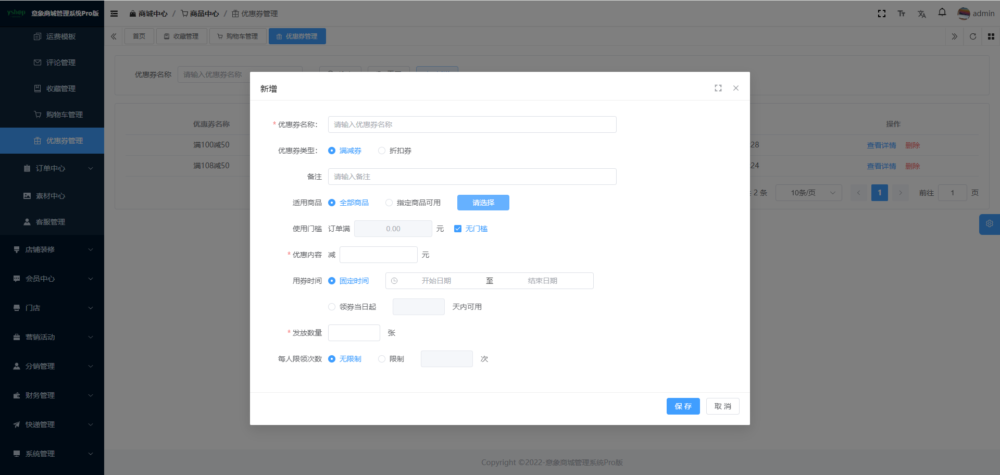 yshop 意象商城管理系统Pro版
商城中心 / 商品中心 / 优惠券管理
admin
首页 收藏管理 购物车管理 优惠券管理
运费模板
评论管理
收藏管理
购物车管理
优惠券管理
订单中心
素材中心
客服管理
店铺装修
会员中心
门店
营销活动
分销管理
财务管理
快递管理
系统管理
优惠券名称 请输入优惠券名称
优惠券名称 操作
满100减50 28 查看详情 删除
满108减50 24 查看详情 删除
2 条 10条/页 1 前往 1 页
新增
* 优惠券名称： 请输入优惠券名称
优惠券类型： 满减券 折扣券
备注 请输入备注
适用商品 全部商品 指定商品可用 请选择
使用门槛 订单满 0.00 元 无门槛
* 优惠内容 减 元
用券时间 固定时间 开始日期 至 结束日期
领券当日起 天内可用
* 发放数量 张
每人限领次数 无限制 限制 次
保存 取消
Copyright ©2022-意象商城管理系统Pro版